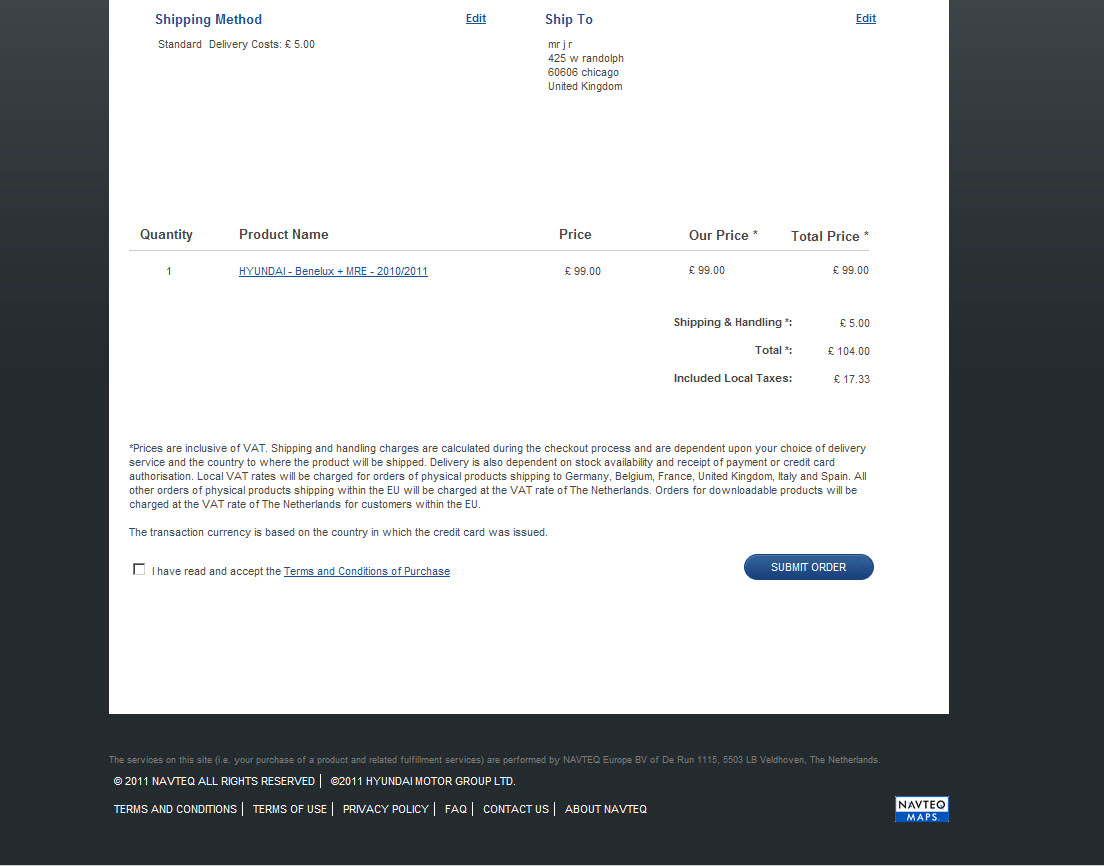 Shipping Method Edit Ship To Edit
Standard Delivery Costs: £ 5.00 mr j r
425 w randolph
60606 chicago
United Kingdom
Quantity Product Name Price Our Price * Total Price *
1 HYUNDAI - Benelux + MRE - 2010/2011 £ 99.00 £ 99.00 £ 99.00
Shipping & Handling *: £ 5.00
Total *: £ 104.00
Included Local Taxes: £ 17.33
*Prices are inclusive of VAT. Shipping and handling charges are calculated during the checkout process and are dependent upon your choice of delivery
service and the country to where the product will be shipped. Delivery is also dependent on stock availability and receipt of payment or credit card
authorisation. Local VAT rates will be charged for orders of physical products shipping to Germany, Belgium, France, United Kingdom, Italy and Spain. All
other orders of physical products shipping within the EU will be charged at the VAT rate of The Netherlands. Orders for downloadable products will be
charged at the VAT rate of The Netherlands for customers within the EU.
The transaction currency is based on the country in which the credit card was issued.
I have read and accept the Terms and Conditions of Purchase SUBMIT ORDER
The services on this site (i.e. your purchase of a product and related fulfillment services) are performed by NAVTEQ Europe BV of De Run 1115, 5503 LB Veldhoven, The Netherlands.
© 2011 NAVTEQ ALL RIGHTS RESERVED | ©2011 HYUNDAI MOTOR GROUP LTD.
TERMS AND CONDITIONS | TERMS OF USE | PRIVACY POLICY | FAQ | CONTACT US | ABOUT NAVTEQ
NAVTEQ
MAPS.